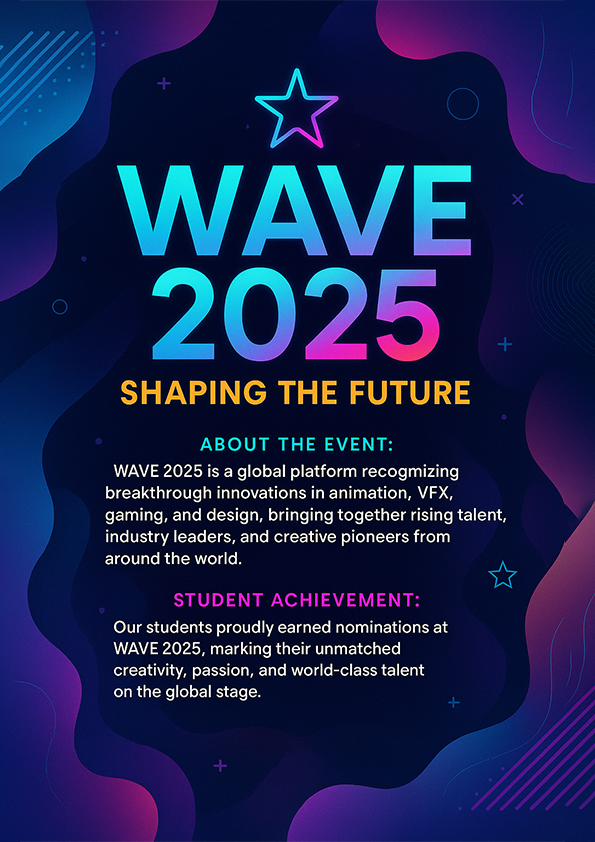 WAVE
2025
SHAPING THE FUTURE
ABOUT THE EVENT:
WAVE 2025 is a global platform recogmizing
breakthrough innovations in animation, VFX,
gaming, and design, bringing together rising talent,
industry leaders, and creative pioneers from
around the world.
STUDENT ACHIEVEMENT:
Our students proudly earned nominations at
WAVE 2025, marking their unmatched
creativity, passion, and world-class talent
on the global stage.